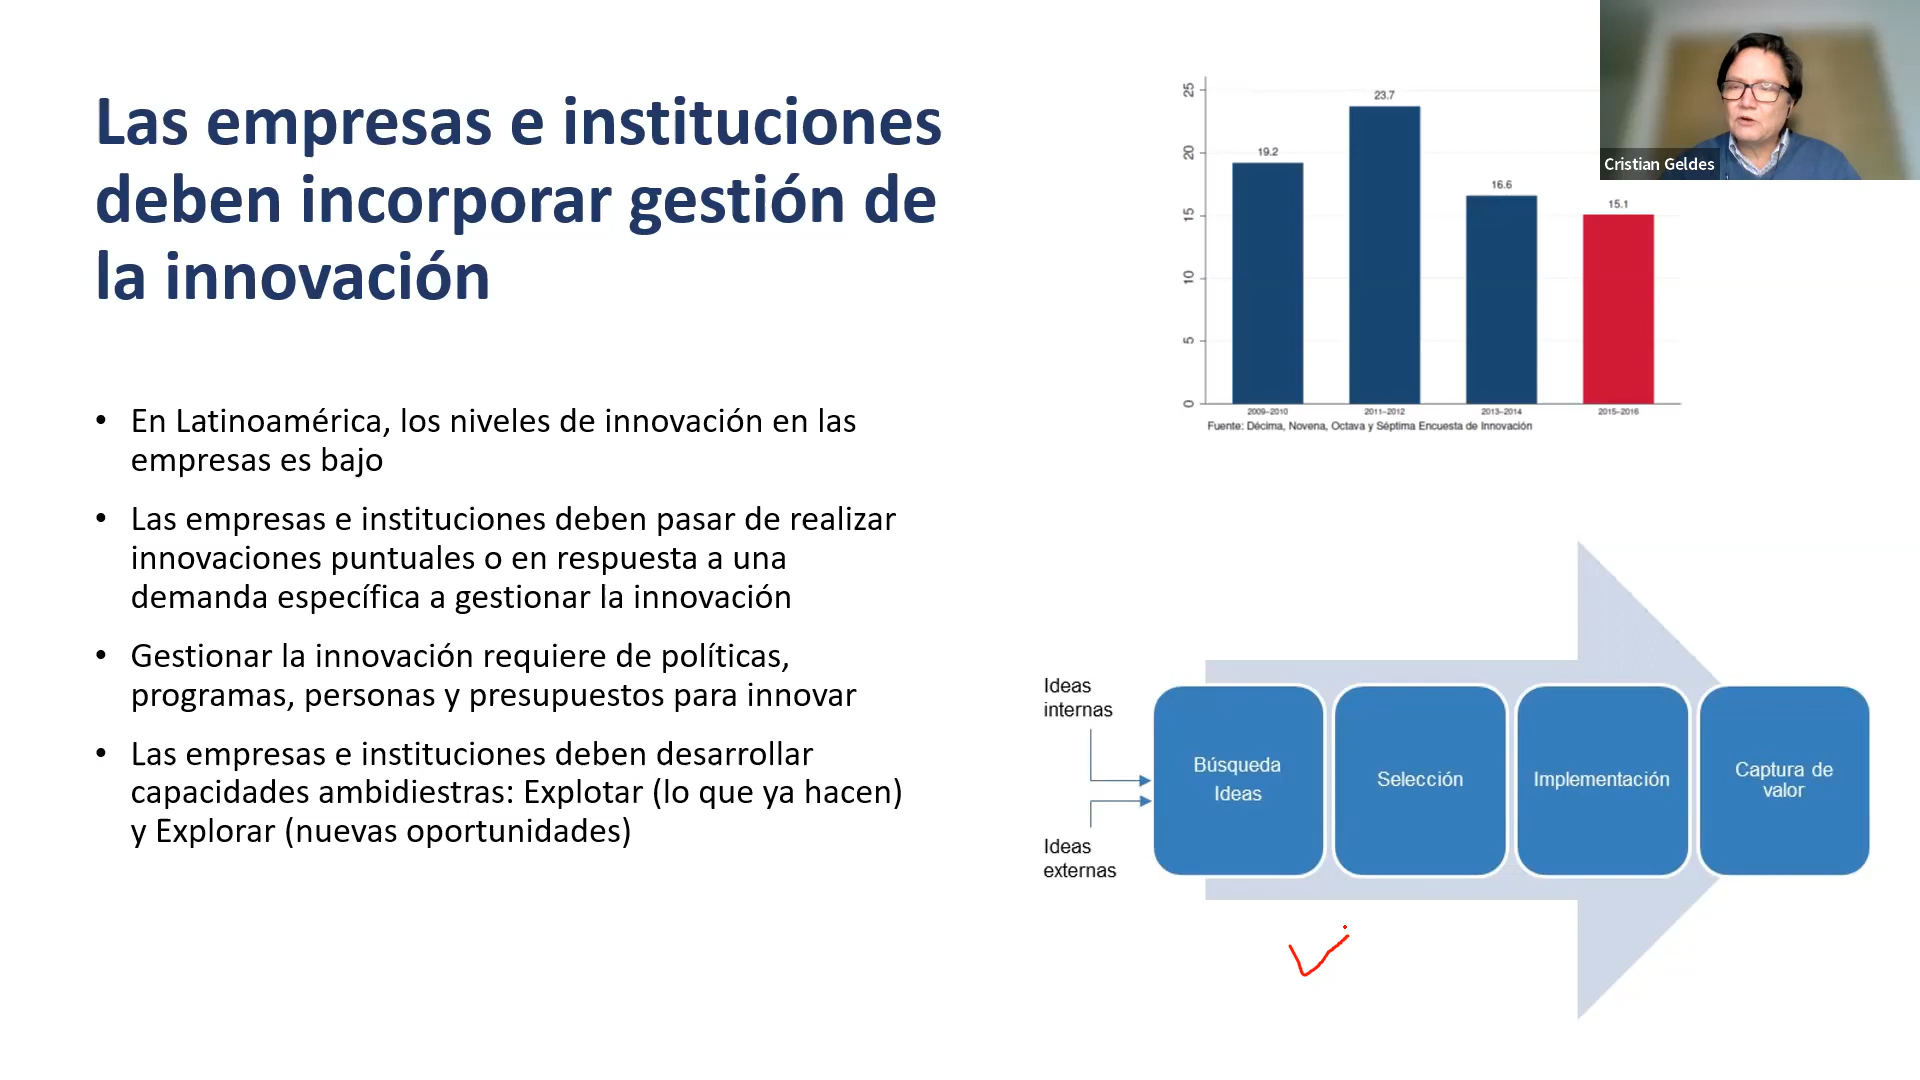 Las empresas e instituciones
deben incorporar gestión de
la innovación
• En Latinoamérica, los niveles de innovación en las
empresas es bajo
• Las empresas e instituciones deben pasar de realizar
innovaciones puntuales o en respuesta a una
demanda específica a gestionar la innovación
• Gestionar la innovación requiere de políticas,
programas, personas y presupuestos para innovar
• Las empresas e instituciones deben desarrollar
capacidades ambidiestras: Explotar (lo que ya hacen)
y Explorar (nuevas oportunidades)
25
20
15
10
5
0
19.2
23.7
16.6
15.1
2009–2010
2011–2012
2013–2014
2015–2016
Fuente: Décima, Novena, Octava y Séptima Encuesta de Innovación
Cristian Geldes
Ideas
internas
Ideas
externas
Búsqueda
Ideas
Selección
Implementación
Captura de
valor